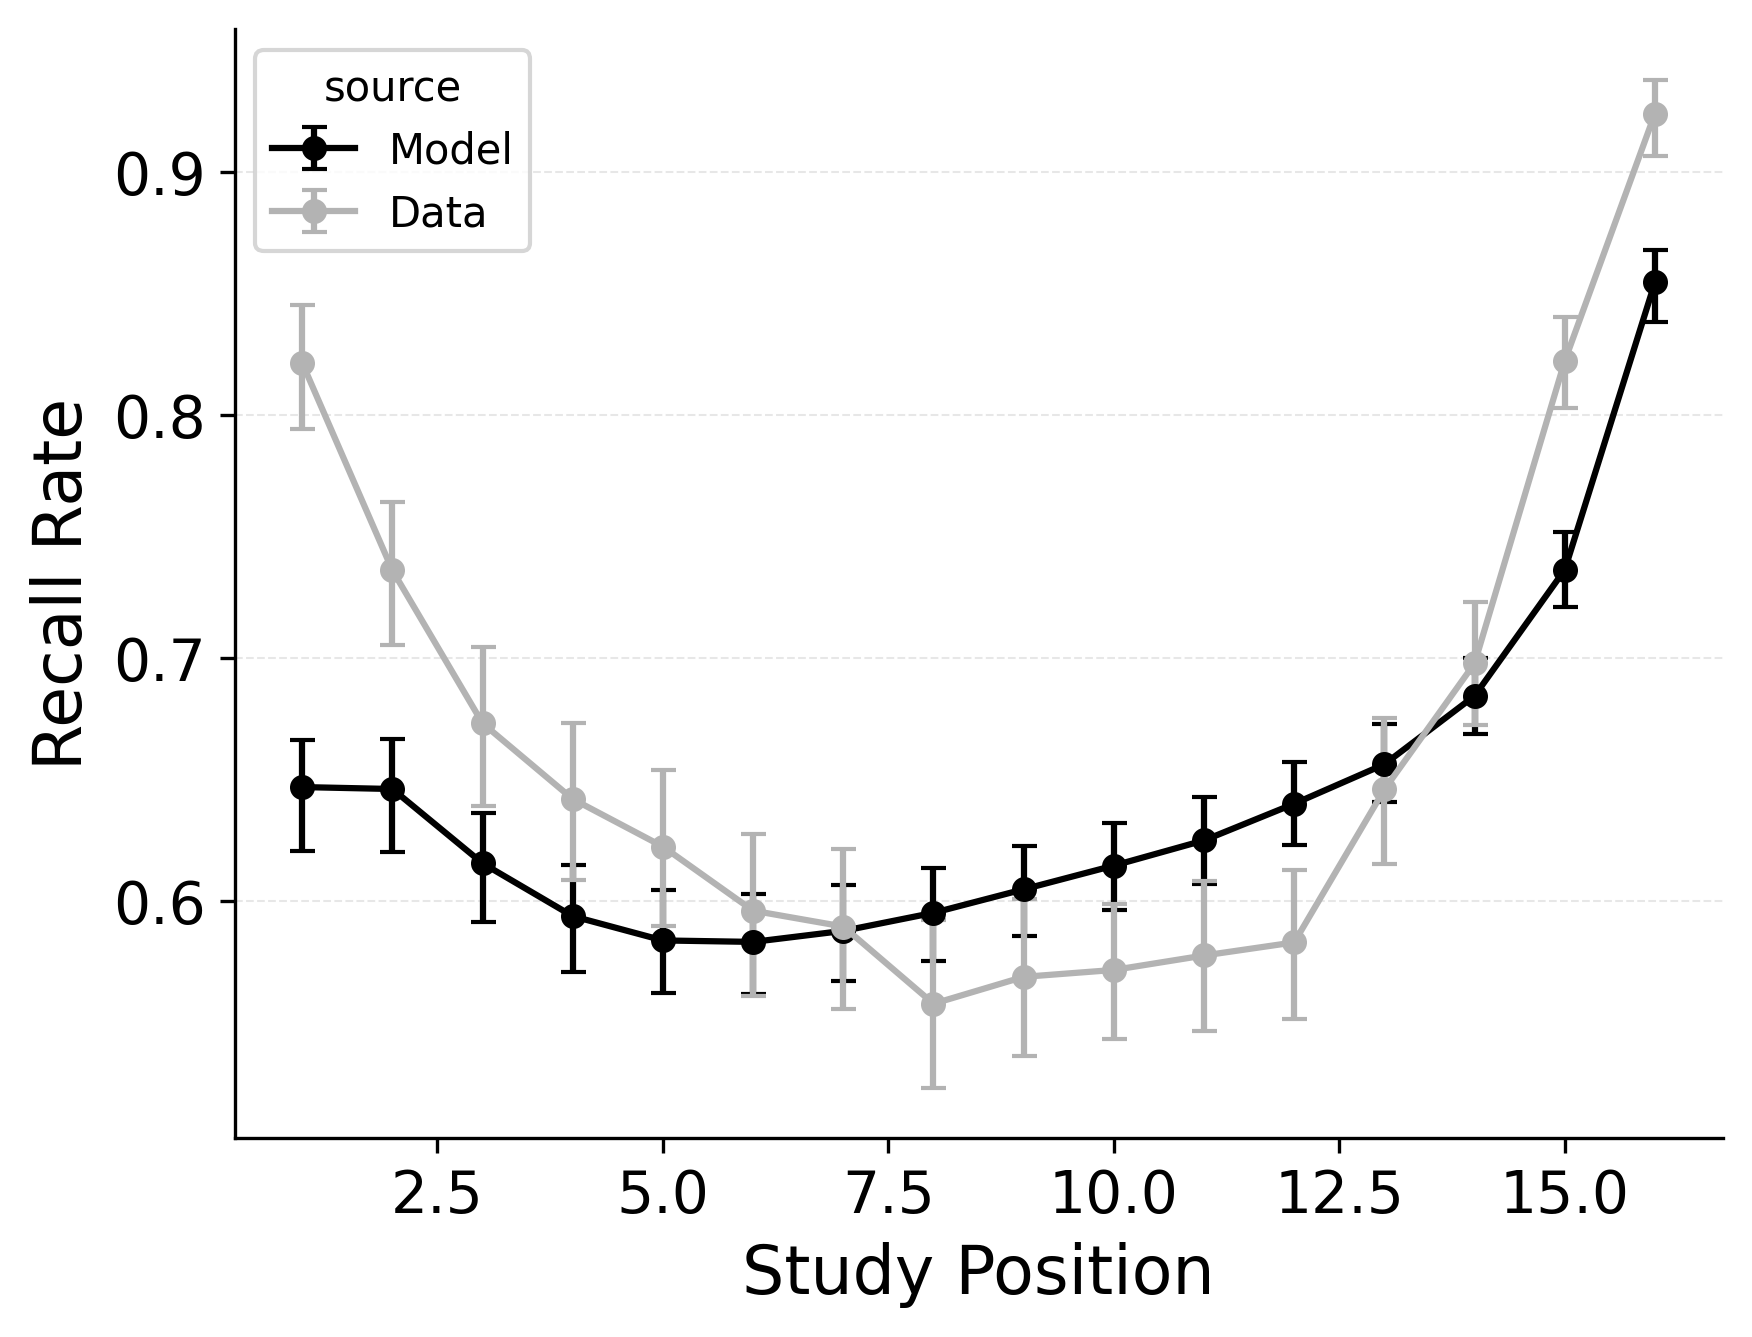 source
Model
Data
Recall Rate
0.9
0.8
0.7
0.6
2.5 5.0 7.5 10.0 12.5 15.0
Study Position